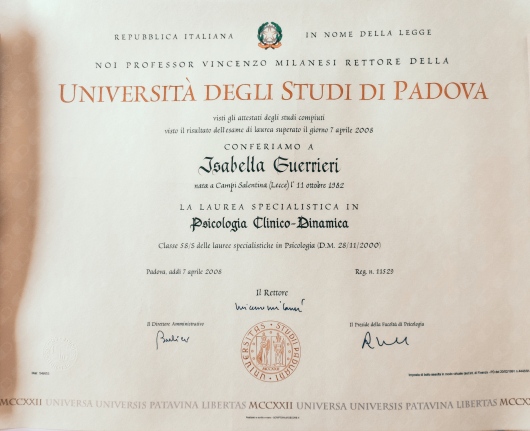 REPUBBLICA ITALIANA IN NOME DELLA LEGGE
NOI PROFESSOR VINCENZO MILANESI RETTORE DELLA
UNIVERSITÀ DEGLI STUDI DI PADOVA
visti gli attestati degli studi compiuti
visto il risultato dell'esame di laurea superato il giorno 7 aprile 2008
CONFERIAMO A
Isabella Guerrieri
nata a Campi Salentina (Lecce) l' 11 ottobre 1982
LA LAUREA SPECIALISTICA IN
Psicologia Clinico-Dinamica
Classe 58/S delle lauree specialistiche in Psicologia (D.M. 28/11/2000)
Padova, addì 7 aprile 2008 Reg. n. 11529
Il Rettore
Il Direttore Amministrativo Il Preside della Facoltà di Psicologia
MCCXXII UNIVERSA UNIVERSIS PATAVINA LIBERTAS MCCXXII UNIVERSA UNIVERSIS PATAVINA LIBERTAS